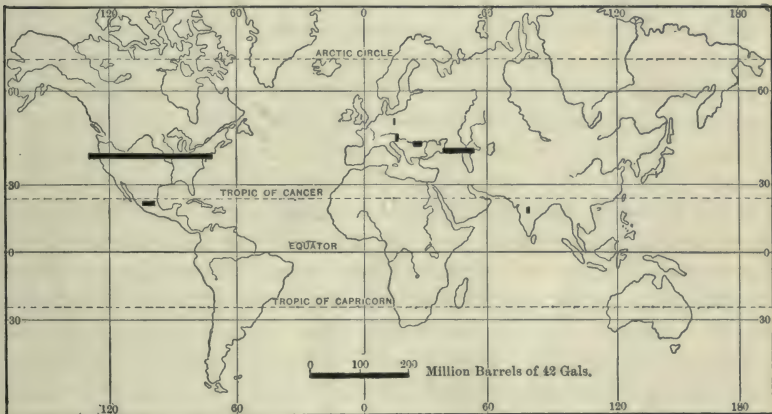 120 60 0 60 120 180
ARCTIC CIRCLE
60 60
30 30
TROPIC OF CANCER
EQUATOR
0 0
TROPIC OF CAPRICORN
30 30
0 100 200
Million Barrels of 42 Gals.
120 60 0 60 120 180